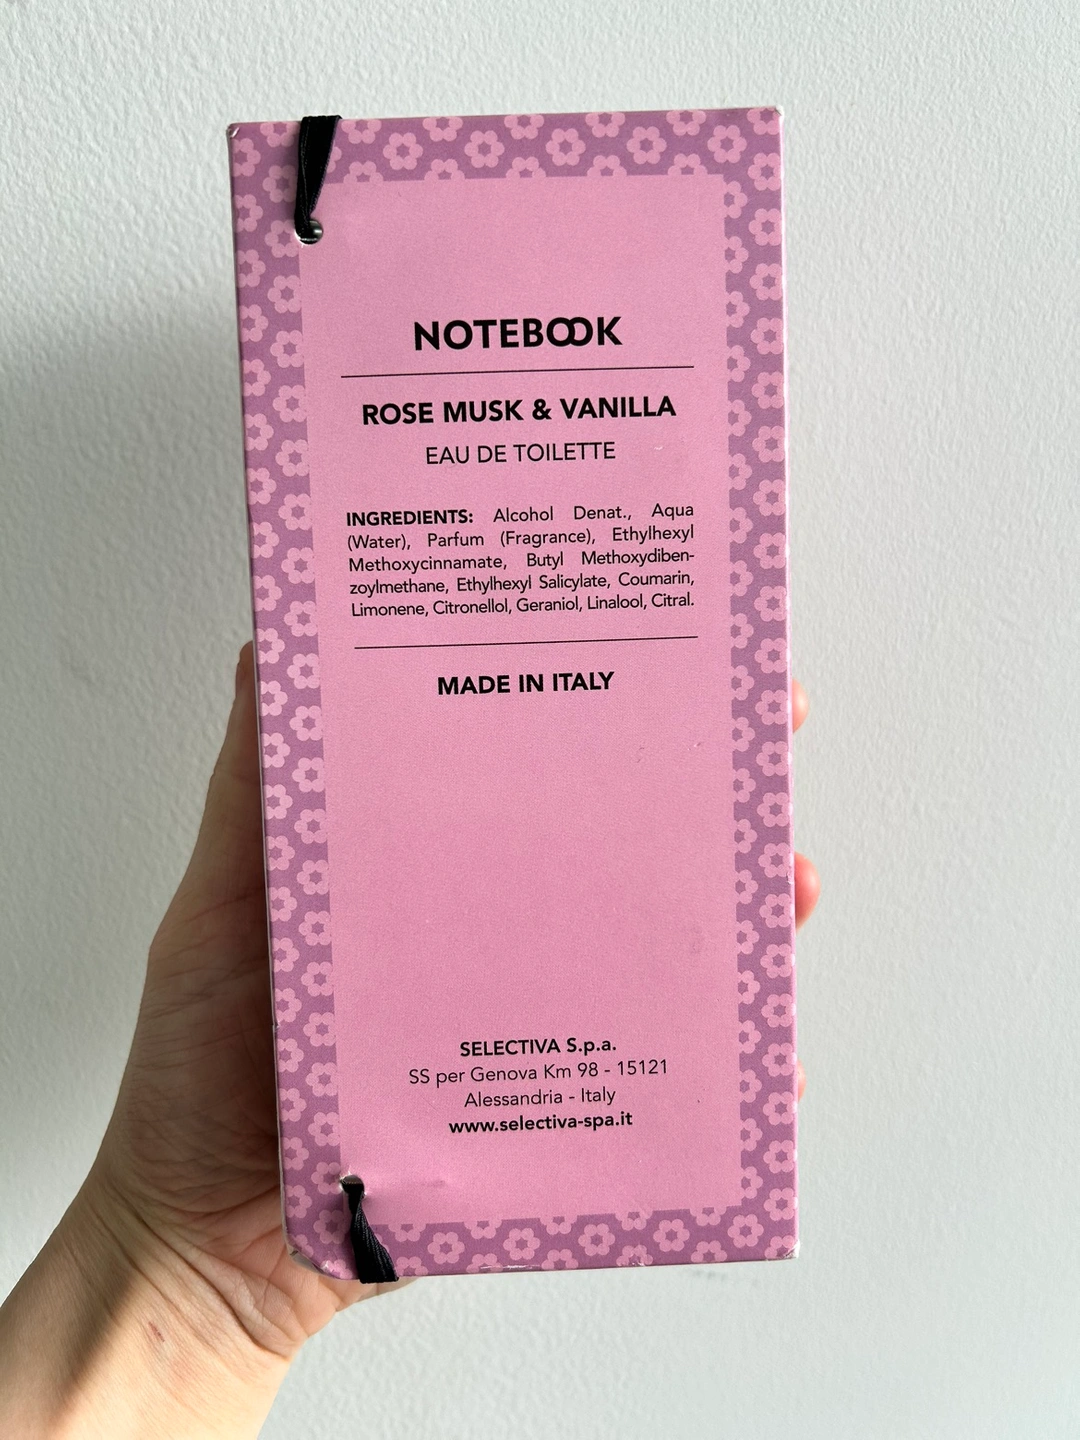 NOTEBOOK
ROSE MUSK & VANILLA
EAU DE TOILETTE
INGREDIENTS: Alcohol Denat., Aqua
(Water), Parfum (Fragrance), Ethylhexyl
Methoxycinnamate, Butyl Methoxydiben-
zoylmethane, Ethylhexyl Salicylate, Coumarin,
Limonene, Citronellol, Geraniol, Linalool, Citral.
MADE IN ITALY
SELECTIVA S.p.a.
SS per Genova Km 98 - 15121
Alessandria - Italy
www.selectiva-spa.it